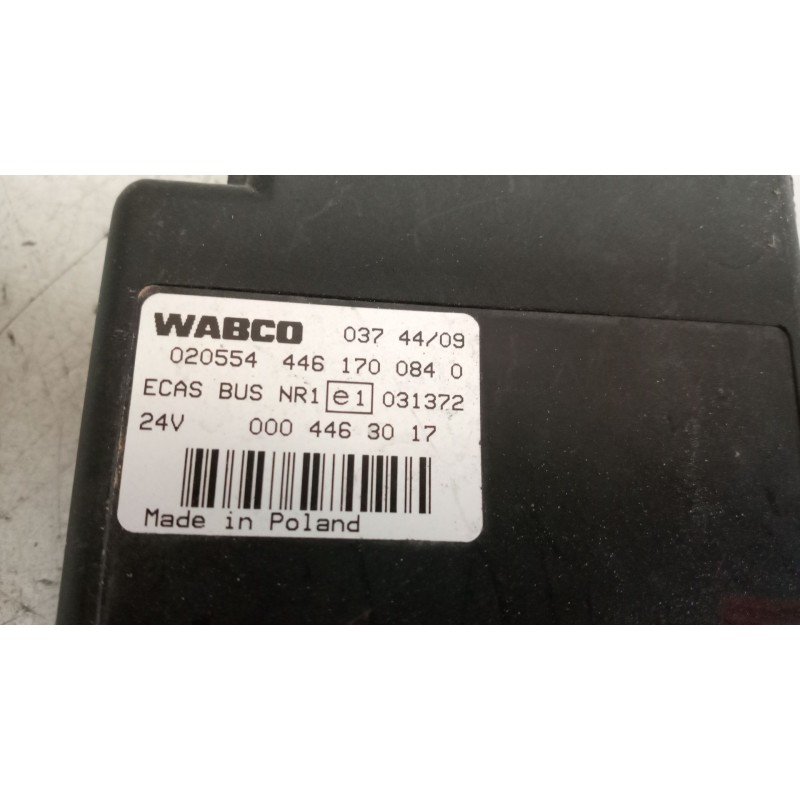 WABCO 037 44/09
020554 446 170 084 0
ECAS BUS NR1 e1 031372
24V 000 446 30 17
Made in Poland